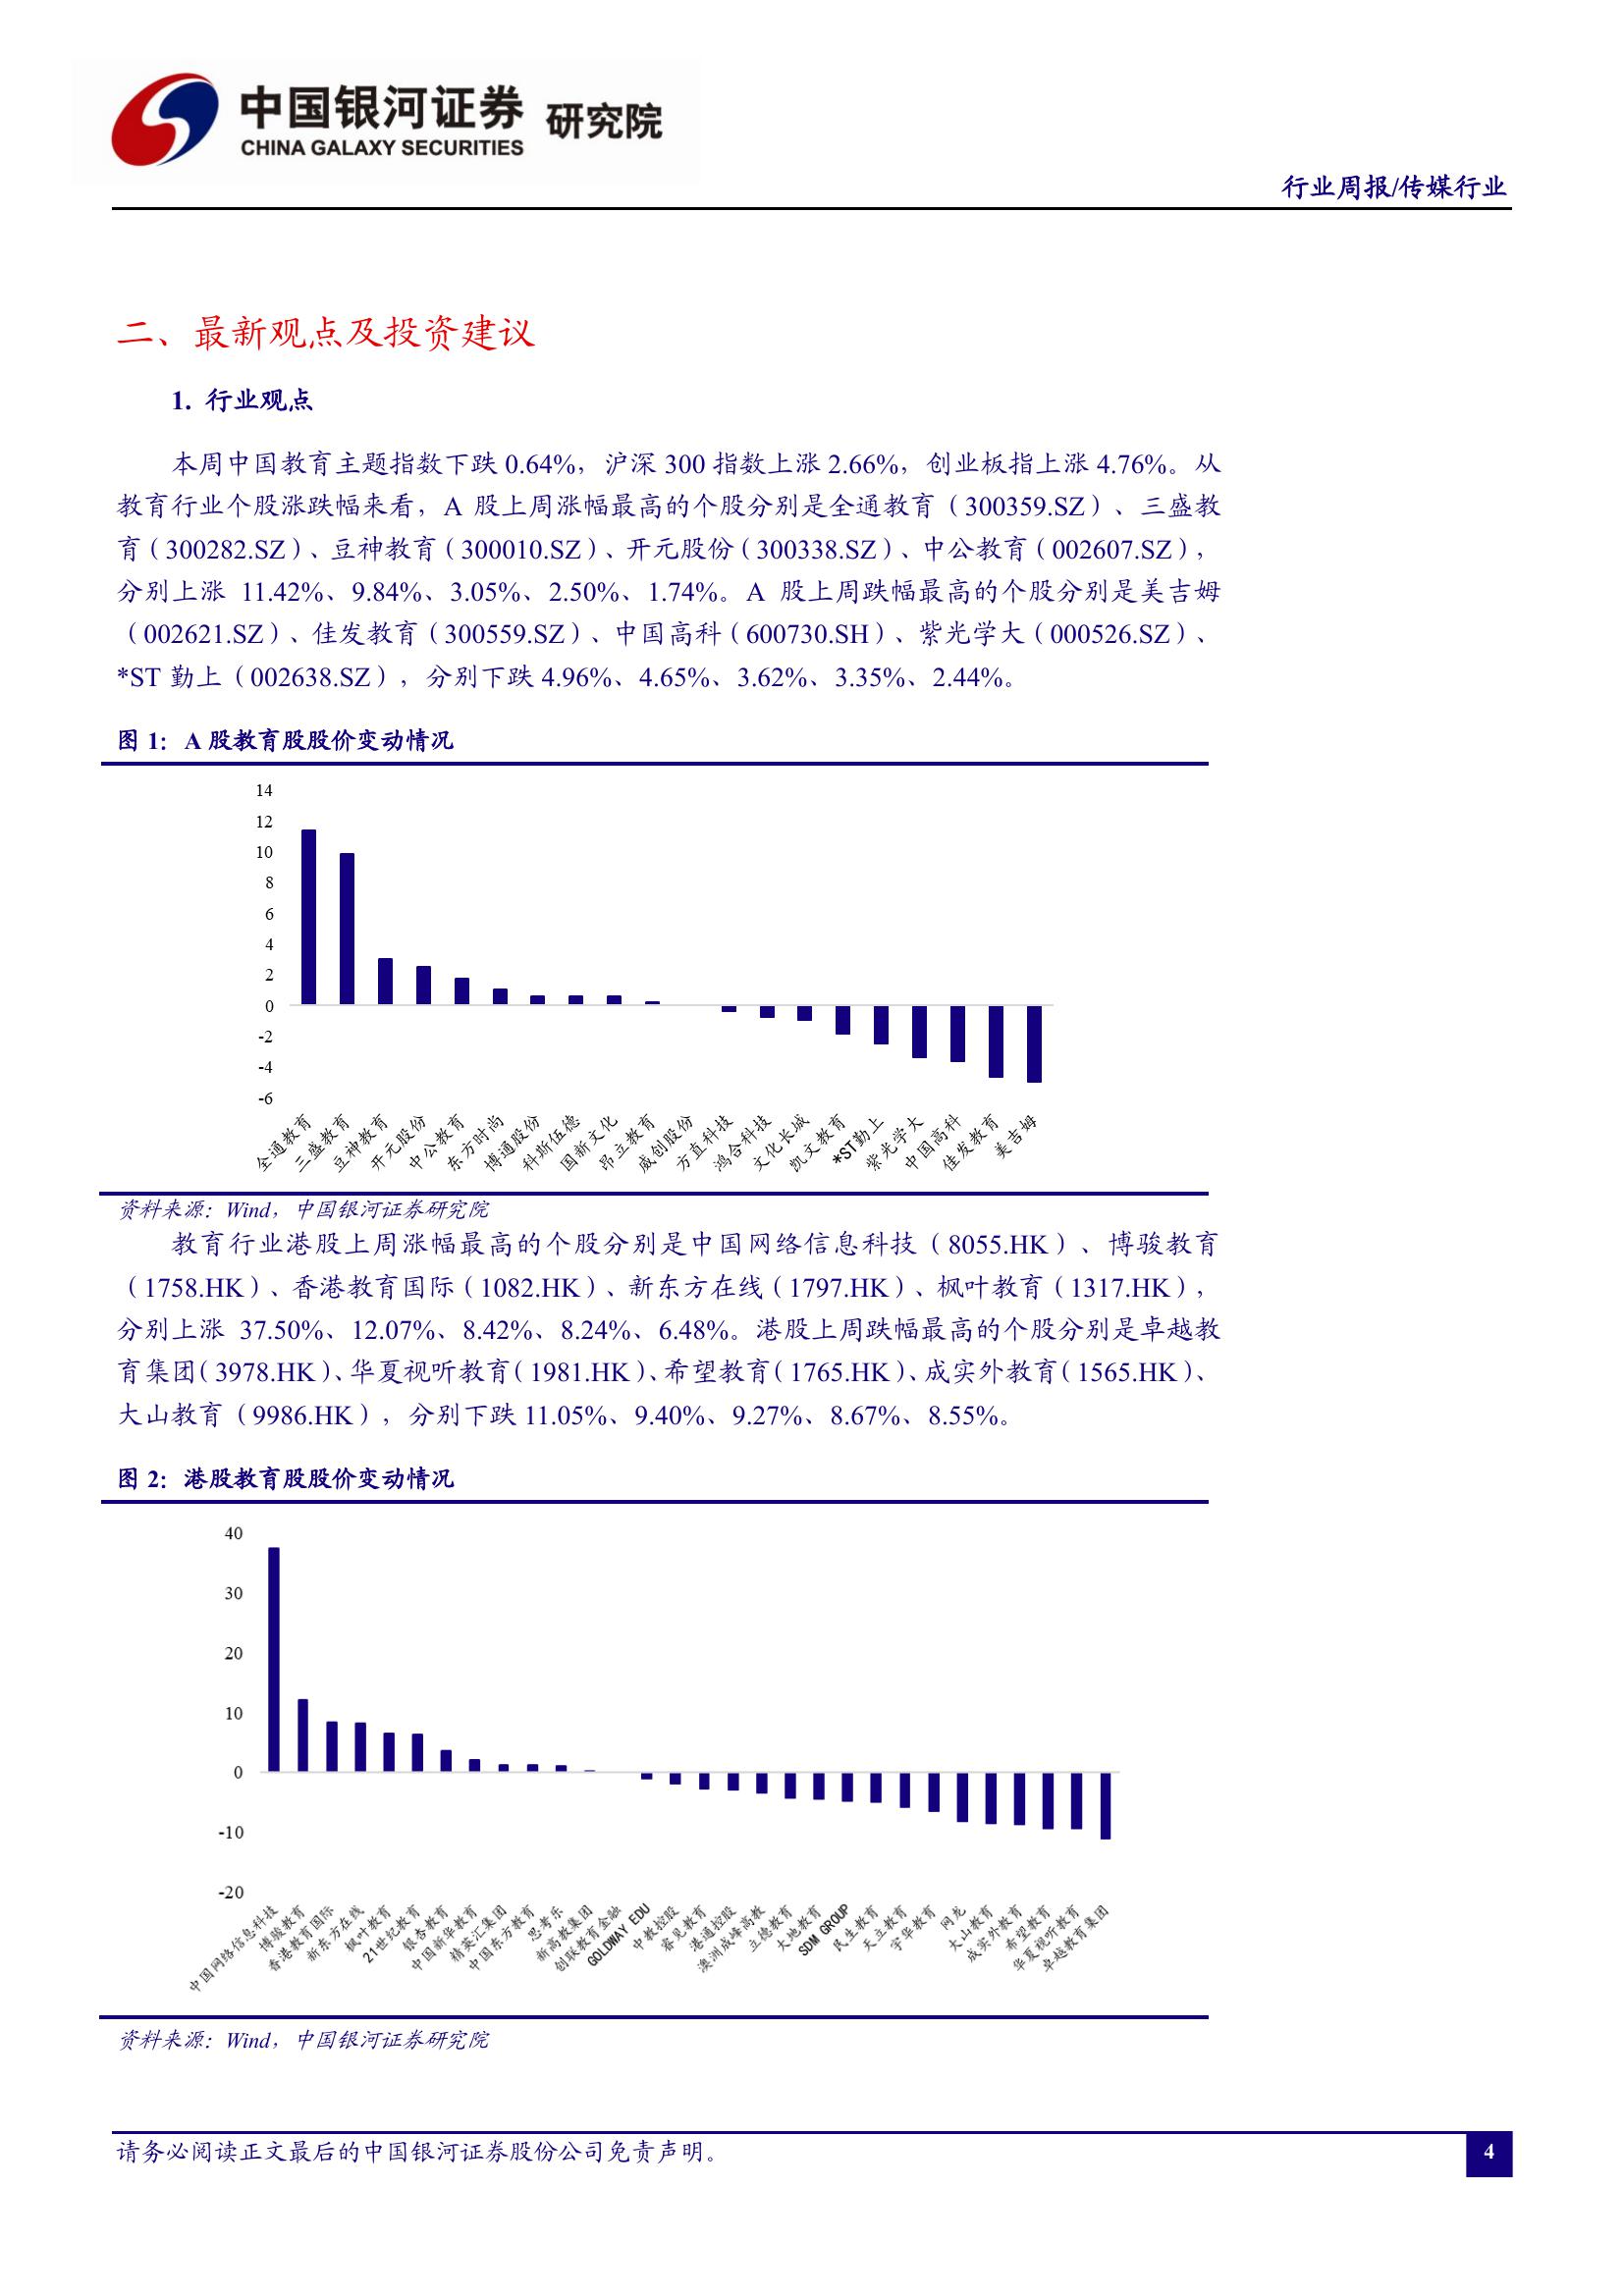 中国银河证券 研究院
CHINA GALAXY SECURITIES
行业周报/传媒行业
二、最新观点及投资建议
1. 行业观点
本周中国教育主题指数下跌 0.64%，沪深 300 指数上涨 2.66%，创业板指上涨 4.76%。从
教育行业个股涨跌幅来看，A 股上周涨幅最高的个股分别是全通教育（300359.SZ）、三盛教
育（300282.SZ）、豆神教育（300010.SZ）、开元股份（300338.SZ）、中公教育（002607.SZ），
分别上涨 11.42%、9.84%、3.05%、2.50%、1.74%。A 股上周跌幅最高的个股分别是美吉姆
（002621.SZ）、佳发教育（300559.SZ）、中国高科（600730.SH）、紫光学大（000526.SZ）、
*ST 勤上（002638.SZ），分别下跌 4.96%、4.65%、3.62%、3.35%、2.44%。
图 1：A 股教育股股价变动情况
14
12
10
8
6
4
2
0
-2
-4
-6
全通教育
三盛教育
豆神教育
开元股份
中公教育
东方时尚
博通股份
科斯伍德
国新文化
昂立教育
威创股份
方直科技
鸿合科技
文化长城
凯文教育
*ST勤上
紫光学大
中国高科
佳发教育
美吉姆
资料来源：Wind，中国银河证券研究院
教育行业港股上周涨幅最高的个股分别是中国网络信息科技（8055.HK）、博骏教育
（1758.HK）、香港教育国际（1082.HK）、新东方在线（1797.HK）、枫叶教育（1317.HK），
分别上涨 37.50%、12.07%、8.42%、8.24%、6.48%。港股上周跌幅最高的个股分别是卓越教
育集团（3978.HK）、华夏视听教育（1981.HK）、希望教育（1765.HK）、成实外教育（1565.HK）、
大山教育（9986.HK），分别下跌 11.05%、9.40%、9.27%、8.67%、8.55%。
图 2：港股教育股股价变动情况
40
30
20
10
0
-10
-20
中国网络信息科技
博骏教育
香港教育国际
新东方在线
枫叶教育
21世纪教育
银杏教育
中国新华教育
精英汇集团
中国东方教育
思考乐
新高教集团
创联教育金融
GOLDWAY EDU
中教控股
睿见教育
港通控股
澳洲成峰高教
立德教育
大地教育
SDM GROUP
民生教育
天立教育
宇华教育
网龙
大山教育
成实外教育
希望教育
华夏视听教育
卓越教育集团
资料来源：Wind，中国银河证券研究院
请务必阅读正文最后的中国银河证券股份公司免责声明。
4